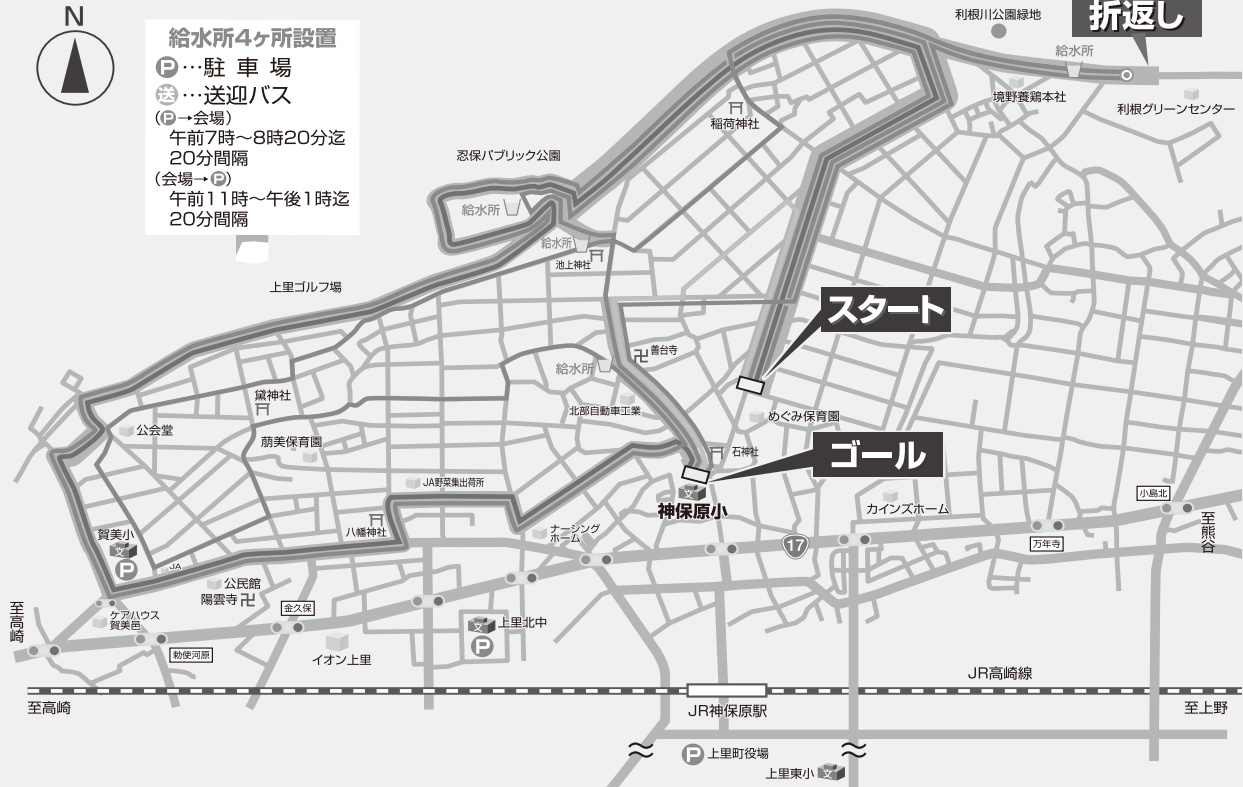 N
給水所4ヶ所設置
P…駐車場
送…送迎バス
(P→会場)
午前7時〜8時20分迄
20分間隔
(会場→P)
午前11時〜午後1時迄
20分間隔
利根川公園緑地
折返し
給水所
境野養鶏本社
利根グリーンセンター
稲荷神社
忍保パブリック公園
給水所
給水所
池上神社
上里ゴルフ場
スタート
善台寺
給水所
黛神社
北部自動車工業
めぐみ保育園
公会堂
萠美保育園
石神社
ゴール
JA野菜集出荷所
文
神保原小
カインズホーム
小島北
至熊谷
八幡神社
ナーシング
ホーム
賀美小
文
P
17
万年寺
JA
公民館
陽雲寺
至高崎
ケアハウス
賀美邑
金久保
文
上里北中
P
勅使河原
イオン上里
JR高崎線
至高崎
JR神保原駅
至上野
P
上里町役場
上里東小
文